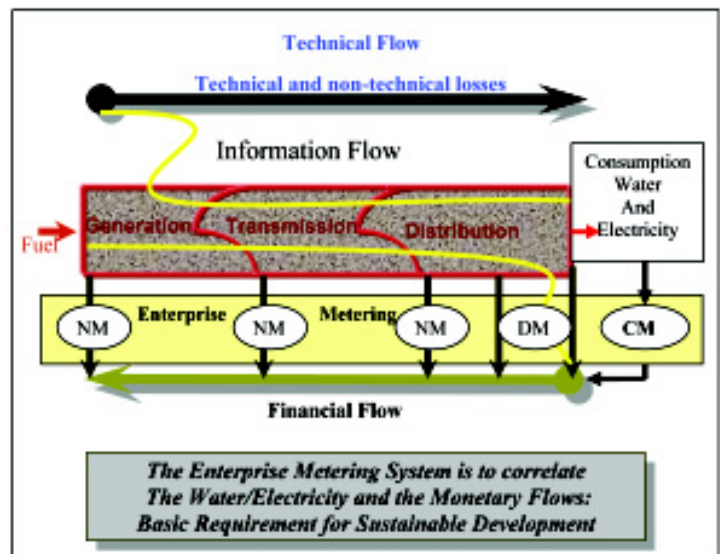 Technical Flow
Technical and non-technical losses
Information Flow
Consumption
Water
And
Electricity
Generation
Transmission
Distribution
Fuel
Enterprise
Metering
NM
NM
NM
DM
CM
Financial Flow
The Enterprise Metering System is to correlate
The Water/Electricity and the Monetary Flows:
Basic Requirement for Sustainable Development